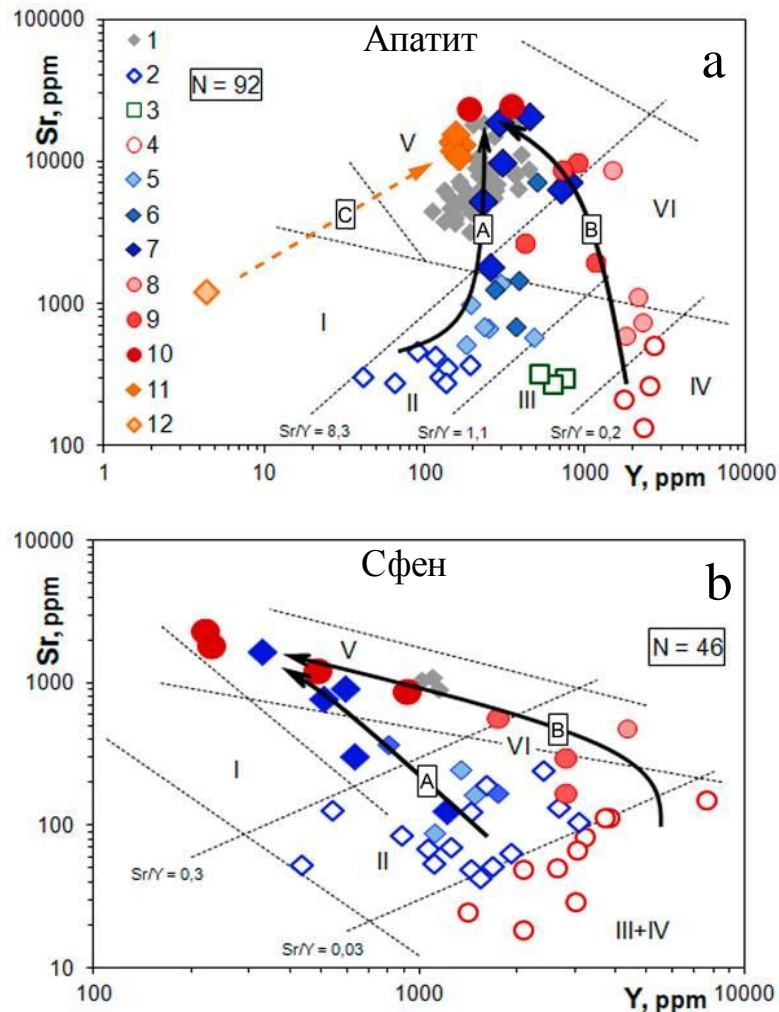 Апатит
a
100000
10000
1000
100
Sr, ppm
1
2
3
4
5
6
7
8
9
10
11
12
N = 92
V
C
A
B
VI
I
II
III
IV
Sr/Y = 8,3
Sr/Y = 1,1
Sr/Y = 0,2
1
10
100
1000
10000
Y, ppm
Сфен
b
10000
1000
100
10
Sr, ppm
N = 46
V
B
VI
A
I
II
III+IV
Sr/Y = 0,3
Sr/Y = 0,03
100
1000
10000
Y, ppm